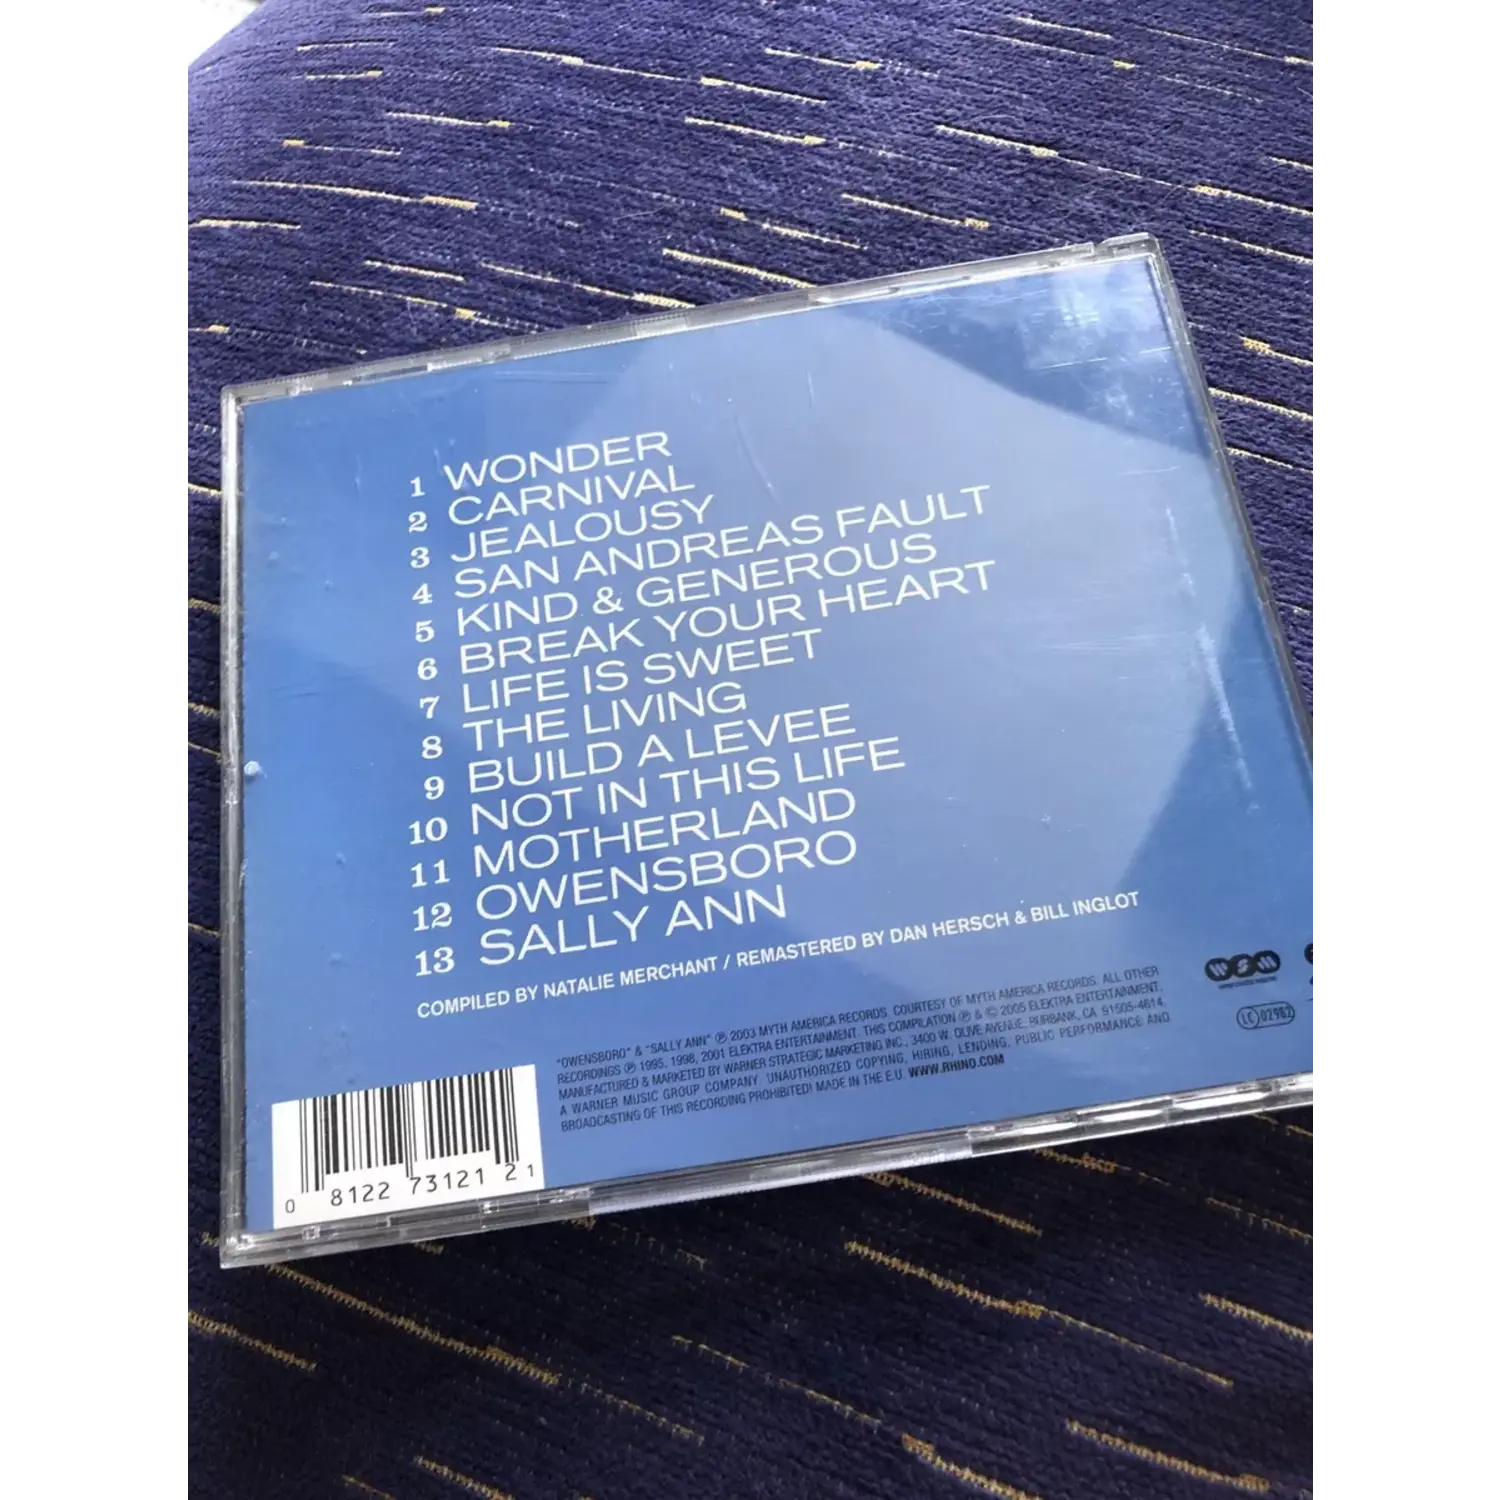 1 WONDER
2 CARNIVAL
3 JEALOUSY
4 SAN ANDREAS FAULT
5 KIND & GENEROUS
6 BREAK YOUR HEART
7 LIFE IS SWEET
8 THE LIVING
9 BUILD A LEVEE
10 NOT IN THIS LIFE
11 MOTHERLAND
12 OWENSBORO
13 SALLY ANN
COMPILED BY NATALIE MERCHANT / REMASTERED BY DAN HERSCH & BILL INGLOT
"OWENSBORO" & "SALLY ANN" ℗ 2003 MYTH AMERICA RECORDS. COURTESY OF MYTH AMERICA RECORDS. ALL OTHER
RECORDINGS ℗ 1995, 1998, 2001 ELEKTRA ENTERTAINMENT. THIS COMPILATION ℗ & © 2005 ELEKTRA ENTERTAINMENT.
MANUFACTURED & MARKETED BY WARNER STRATEGIC MARKETING INC., 3400 W. OLIVE AVENUE, BURBANK, CA 91505-4614.
A WARNER MUSIC GROUP COMPANY. UNAUTHORIZED COPYING, HIRING, LENDING, PUBLIC PERFORMANCE AND
BROADCASTING OF THIS RECORDING PROHIBITED! MADE IN THE E.U. WWW.RHINO.COM
WSM
LC 02982
0 81227 31212 1